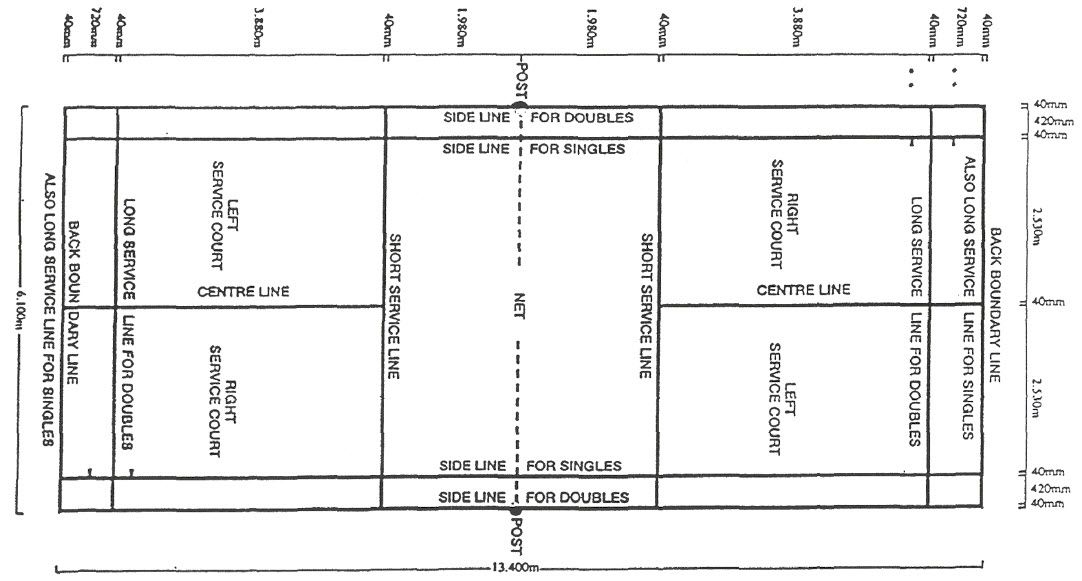 40mm
720mm
40mm
3.880m
40mm
1.980m
1.980m
40mm
3.880m
40mm
720mm
40mm
POST
SIDE LINE FOR DOUBLES
SIDE LINE FOR SINGLES
40mm
420mm
40mm
2.530m
40mm
2.530m
40mm
420mm
40mm
6.100m
ALSO LONG SERVICE LINE FOR SINGLES
BACK BOUNDARY LINE
LONG SERVICE LINE FOR DOUBLES
LEFT
SERVICE COURT
CENTRE LINE
RIGHT
SERVICE COURT
SHORT SERVICE LINE
NET
SHORT SERVICE LINE
RIGHT
SERVICE COURT
CENTRE LINE
LEFT
SERVICE COURT
LONG SERVICE LINE FOR DOUBLES
ALSO LONG SERVICE LINE FOR SINGLES
BACK BOUNDARY LINE
SIDE LINE FOR SINGLES
SIDE LINE FOR DOUBLES
POST
13.400m